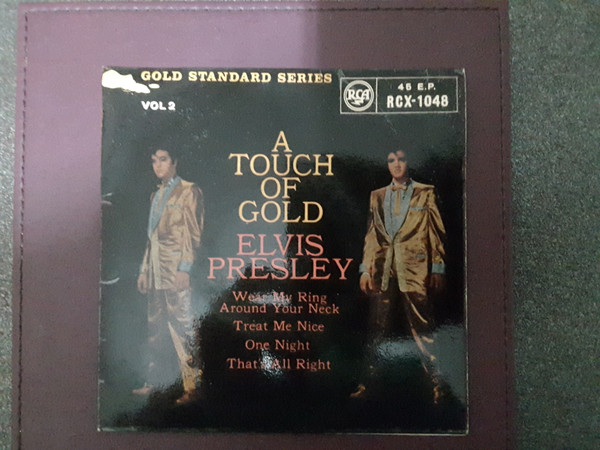 GOLD STANDARD SERIES
VOL 2
RCA
45 E.P.
RCX-1048
A
TOUCH
OF
GOLD
ELVIS
PRESLEY
Wear My Ring
Around Your Neck
Treat Me Nice
One Night
That's All Right